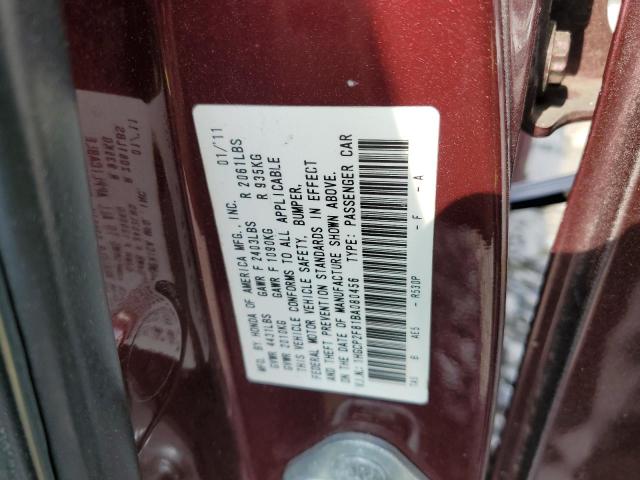 MFD. BY HONDA OF AMERICA MFG., INC. 01/'11
GVWR 4431LBS GAWR F 2403LBS R 2061LBS
GVWR 2010KG GAWR F 1090KG R 935KG
THIS VEHICLE CONFORMS TO ALL APPLICABLE
FEDERAL MOTOR VEHICLE SAFETY, BUMPER,
AND THEFT PREVENTION STANDARDS IN EFFECT
ON THE DATE OF MANUFACTURE SHOWN ABOVE.
V.I.N.: 1HGCP2F81BA080456 TYPE: PASSENGER CAR
TA5 B AE5 - R530P - F - A